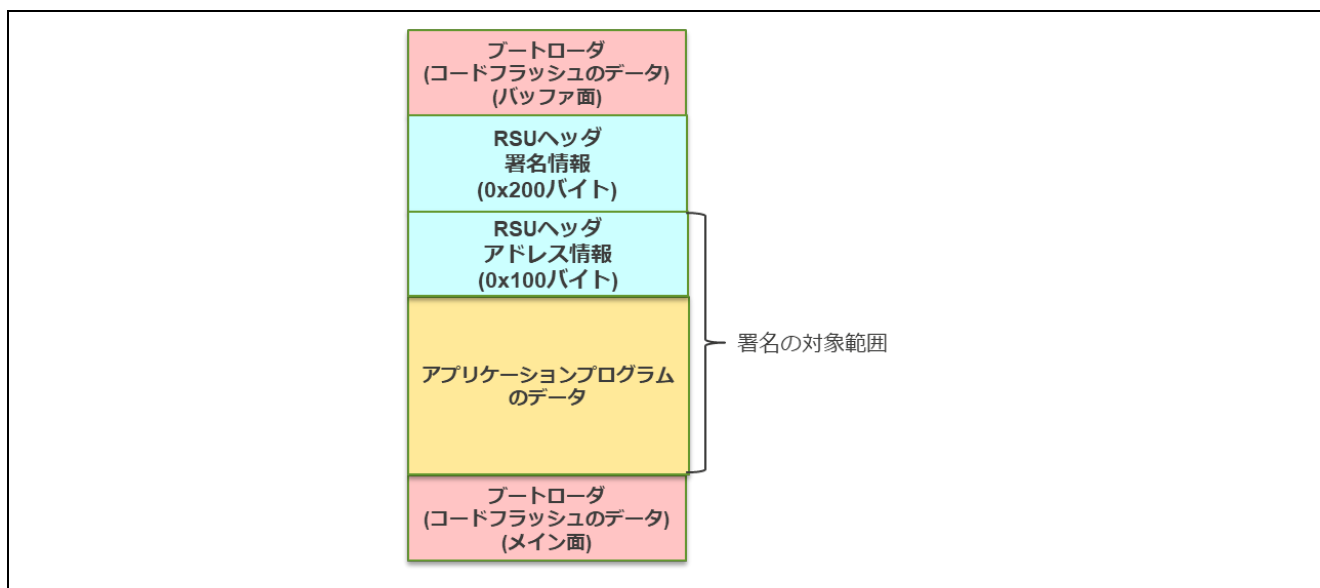 ブートローダ
(コードフラッシュのデータ)
(バッファ面)
RSUヘッダ
署名情報
(0x200バイト)
RSUヘッダ
アドレス情報
(0x100バイト)
アプリケーションプログラム
のデータ
署名の対象範囲
ブートローダ
(コードフラッシュのデータ)
(メイン面)